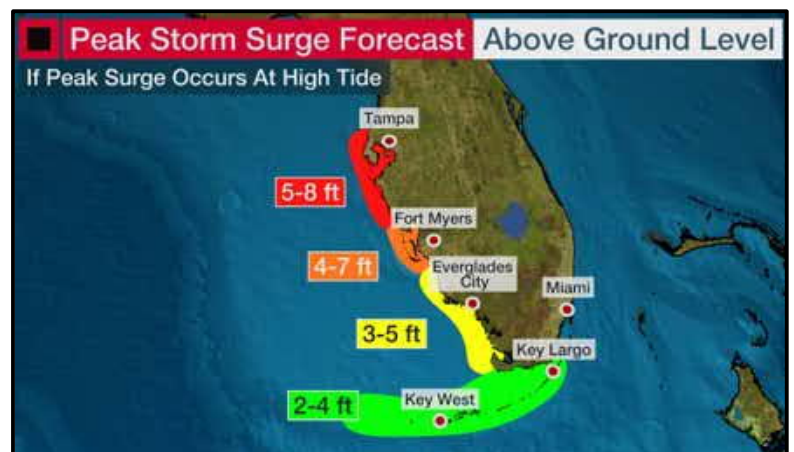 Peak Storm Surge Forecast Above Ground Level
If Peak Surge Occurs At High Tide
Tampa
5-8 ft
Fort Myers
4-7 ft
Everglades
City
Miami
3-5 ft
Key Largo
2-4 ft
Key West